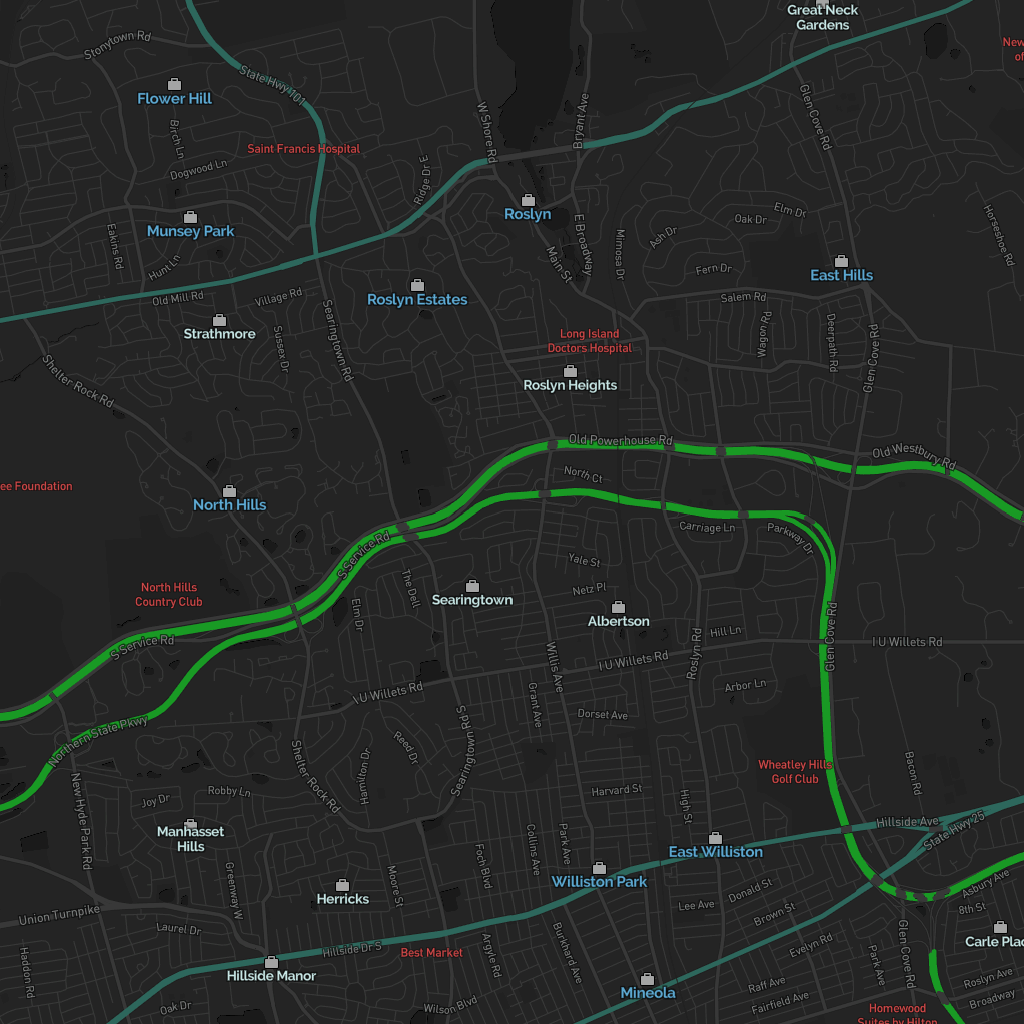 Great Neck
Gardens
Stonytown Rd
State Hwy 101
Flower Hill
Glen Cove Rd
W Shore Rd
Bryant Ave
Birch Ln
Saint Francis Hospital
Dogwood Ln
Ridge Dr E
Roslyn
Munsey Park
Eakins Rd
Hunt Ln
Elm Dr
Oak Dr
Ash Dr
Horseshoe Rd
E Broadway
Mimosa Dr
Main St
Fern Dr
East Hills
Old Mill Rd
Village Rd
Roslyn Estates
Salem Rd
Strathmore
Sussex Dr
Searingtown Rd
Long Island
Doctors Hospital
Wagon Rd
Deerpath Rd
Glen Cove Rd
Shelter Rock Rd
Roslyn Heights
Old Powerhouse Rd
Old Westbury Rd
ee Foundation
North Hills
North Ct
Carriage Ln
Parkway Dr
S Service Rd
Yale St
North Hills
Country Club
The Dell
Elm Dr
Searingtown
Netz Pl
Albertson
Hill Ln
Glen Cove Rd
I U Willets Rd
S Service Rd
Roslyn Rd
Willis Ave
I U Willets Rd
I U Willets Rd
Arbor Ln
Grant Ave
Dorset Ave
Northern State Pkwy
Searingtown Rd S
Reed Dr
Hamilton Dr
Shelter Rock Rd
Wheatley Hills
Golf Club
Bacon Rd
New Hyde Park Rd
Joy Dr
Robby Ln
Harvard St
High St
Manhasset
Hills
Hillside Ave
State Hwy 25
Collins Ave
Park Ave
East Williston
Foch Blvd
Williston Park
Greenway W
Herricks
Moore St
Donald St
Lee Ave
Asbury Ave
8th St
Union Turnpike
Laurel Dr
Brown St
Carle Plac
Hillside Dr S
Best Market
Argyle Rd
Burkhard Ave
Evelyn Rd
Park Ave
Glen Cove Rd
Haddon Rd
Hillside Manor
Mineola
Raff Ave
Fairfield Ave
Roslyn Ave
Broadway
Oak Dr
Wilson Blvd
Homewood
Suites by Hilton